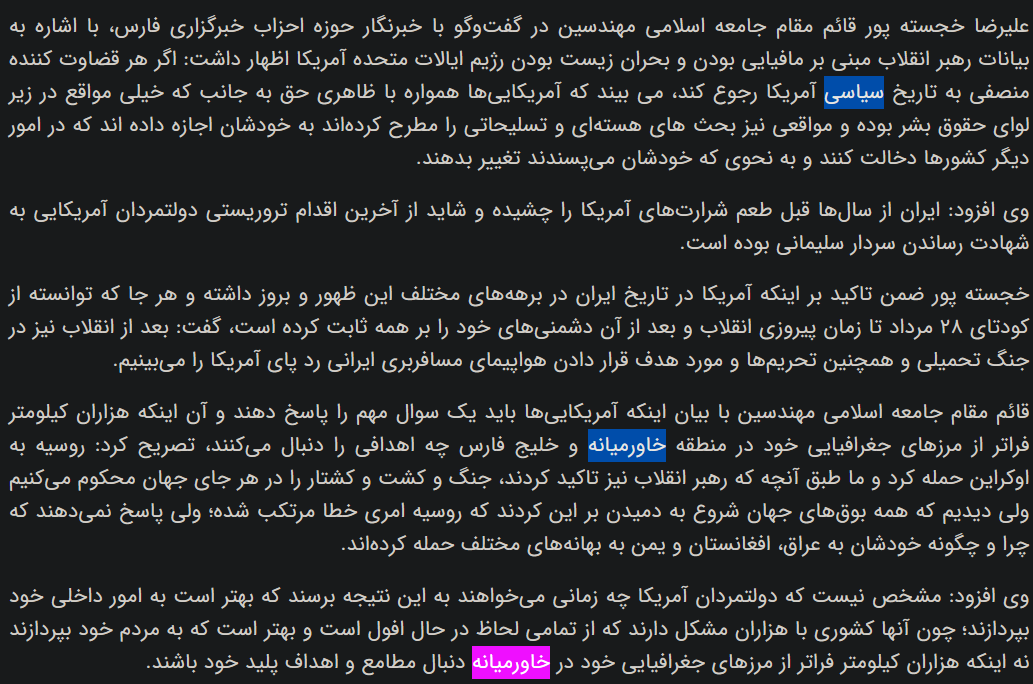 علیرضا خجسته پور قائم مقام جامعه اسلامی مهندسین در گفت‌وگو با خبرنگار حوزه احزاب خبرگزاری فارس، با اشاره به
بیانات رهبر انقلاب مبنی بر مافیایی بودن و بحران زیست بودن رژیم ایالات متحده آمریکا اظهار داشت: اگر هر قضاوت کننده
منصفی به تاریخ سیاسی آمریکا رجوع کند، می بیند که آمریکایی‌ها همواره با ظاهری حق به جانب که خیلی مواقع در زیر
لوای حقوق بشر بوده و مواقعی نیز بحث های هسته‌ای و تسلیحاتی را مطرح کرده‌اند به خودشان اجازه داده اند که در امور
دیگر کشورها دخالت کنند و به نحوی که خودشان می‌پسندند تغییر بدهند.
وی افزود: ایران از سال‌ها قبل طعم شرارت‌های آمریکا را چشیده و شاید از آخرین اقدام تروریستی دولتمردان آمریکایی به
شهادت رساندن سردار سلیمانی بوده است.
خجسته پور ضمن تاکید بر اینکه آمریکا در تاریخ ایران در برهه‌های مختلف این ظهور و بروز داشته و هر جا که توانسته از
کودتای ۲۸ مرداد تا زمان پیروزی انقلاب و بعد از آن دشمنی‌های خود را بر همه ثابت کرده است، گفت: بعد از انقلاب نیز در
جنگ تحمیلی و همچنین تحریم‌ها و مورد هدف قرار دادن هواپیمای مسافربری ایرانی رد پای آمریکا را می‌بینیم.
قائم مقام جامعه اسلامی مهندسین با بیان اینکه آمریکایی‌ها باید یک سوال مهم را پاسخ دهند و آن اینکه هزاران کیلومتر
فراتر از مرزهای جغرافیایی خود در منطقه خاورمیانه و خلیج فارس چه اهدافی را دنبال می‌کنند، تصریح کرد: روسیه به
اوکراین حمله کرد و ما طبق آنچه که رهبر انقلاب نیز تاکید کردند، جنگ و کشت و کشتار را در هر جای جهان محکوم می‌کنیم
ولی دیدیم که همه بوق‌های جهان شروع به دمیدن بر این کردند که روسیه امری خطا مرتکب شده؛ ولی پاسخ نمی‌دهند که
چرا و چگونه خودشان به عراق، افغانستان و یمن به بهانه‌های مختلف حمله کرده‌اند.
وی افزود: مشخص نیست که دولتمردان آمریکا چه زمانی می‌خواهند به این نتیجه برسند که بهتر است به امور داخلی خود
بپردازند؛ چون آنها کشوری با هزاران مشکل دارند که از تمامی لحاظ در حال افول است و بهتر است که به مردم خود بپردازند
نه اینکه هزاران کیلومتر فراتر از مرزهای جغرافیایی خود در خاورمیانه دنبال مطامع و اهداف پلید خود باشند.